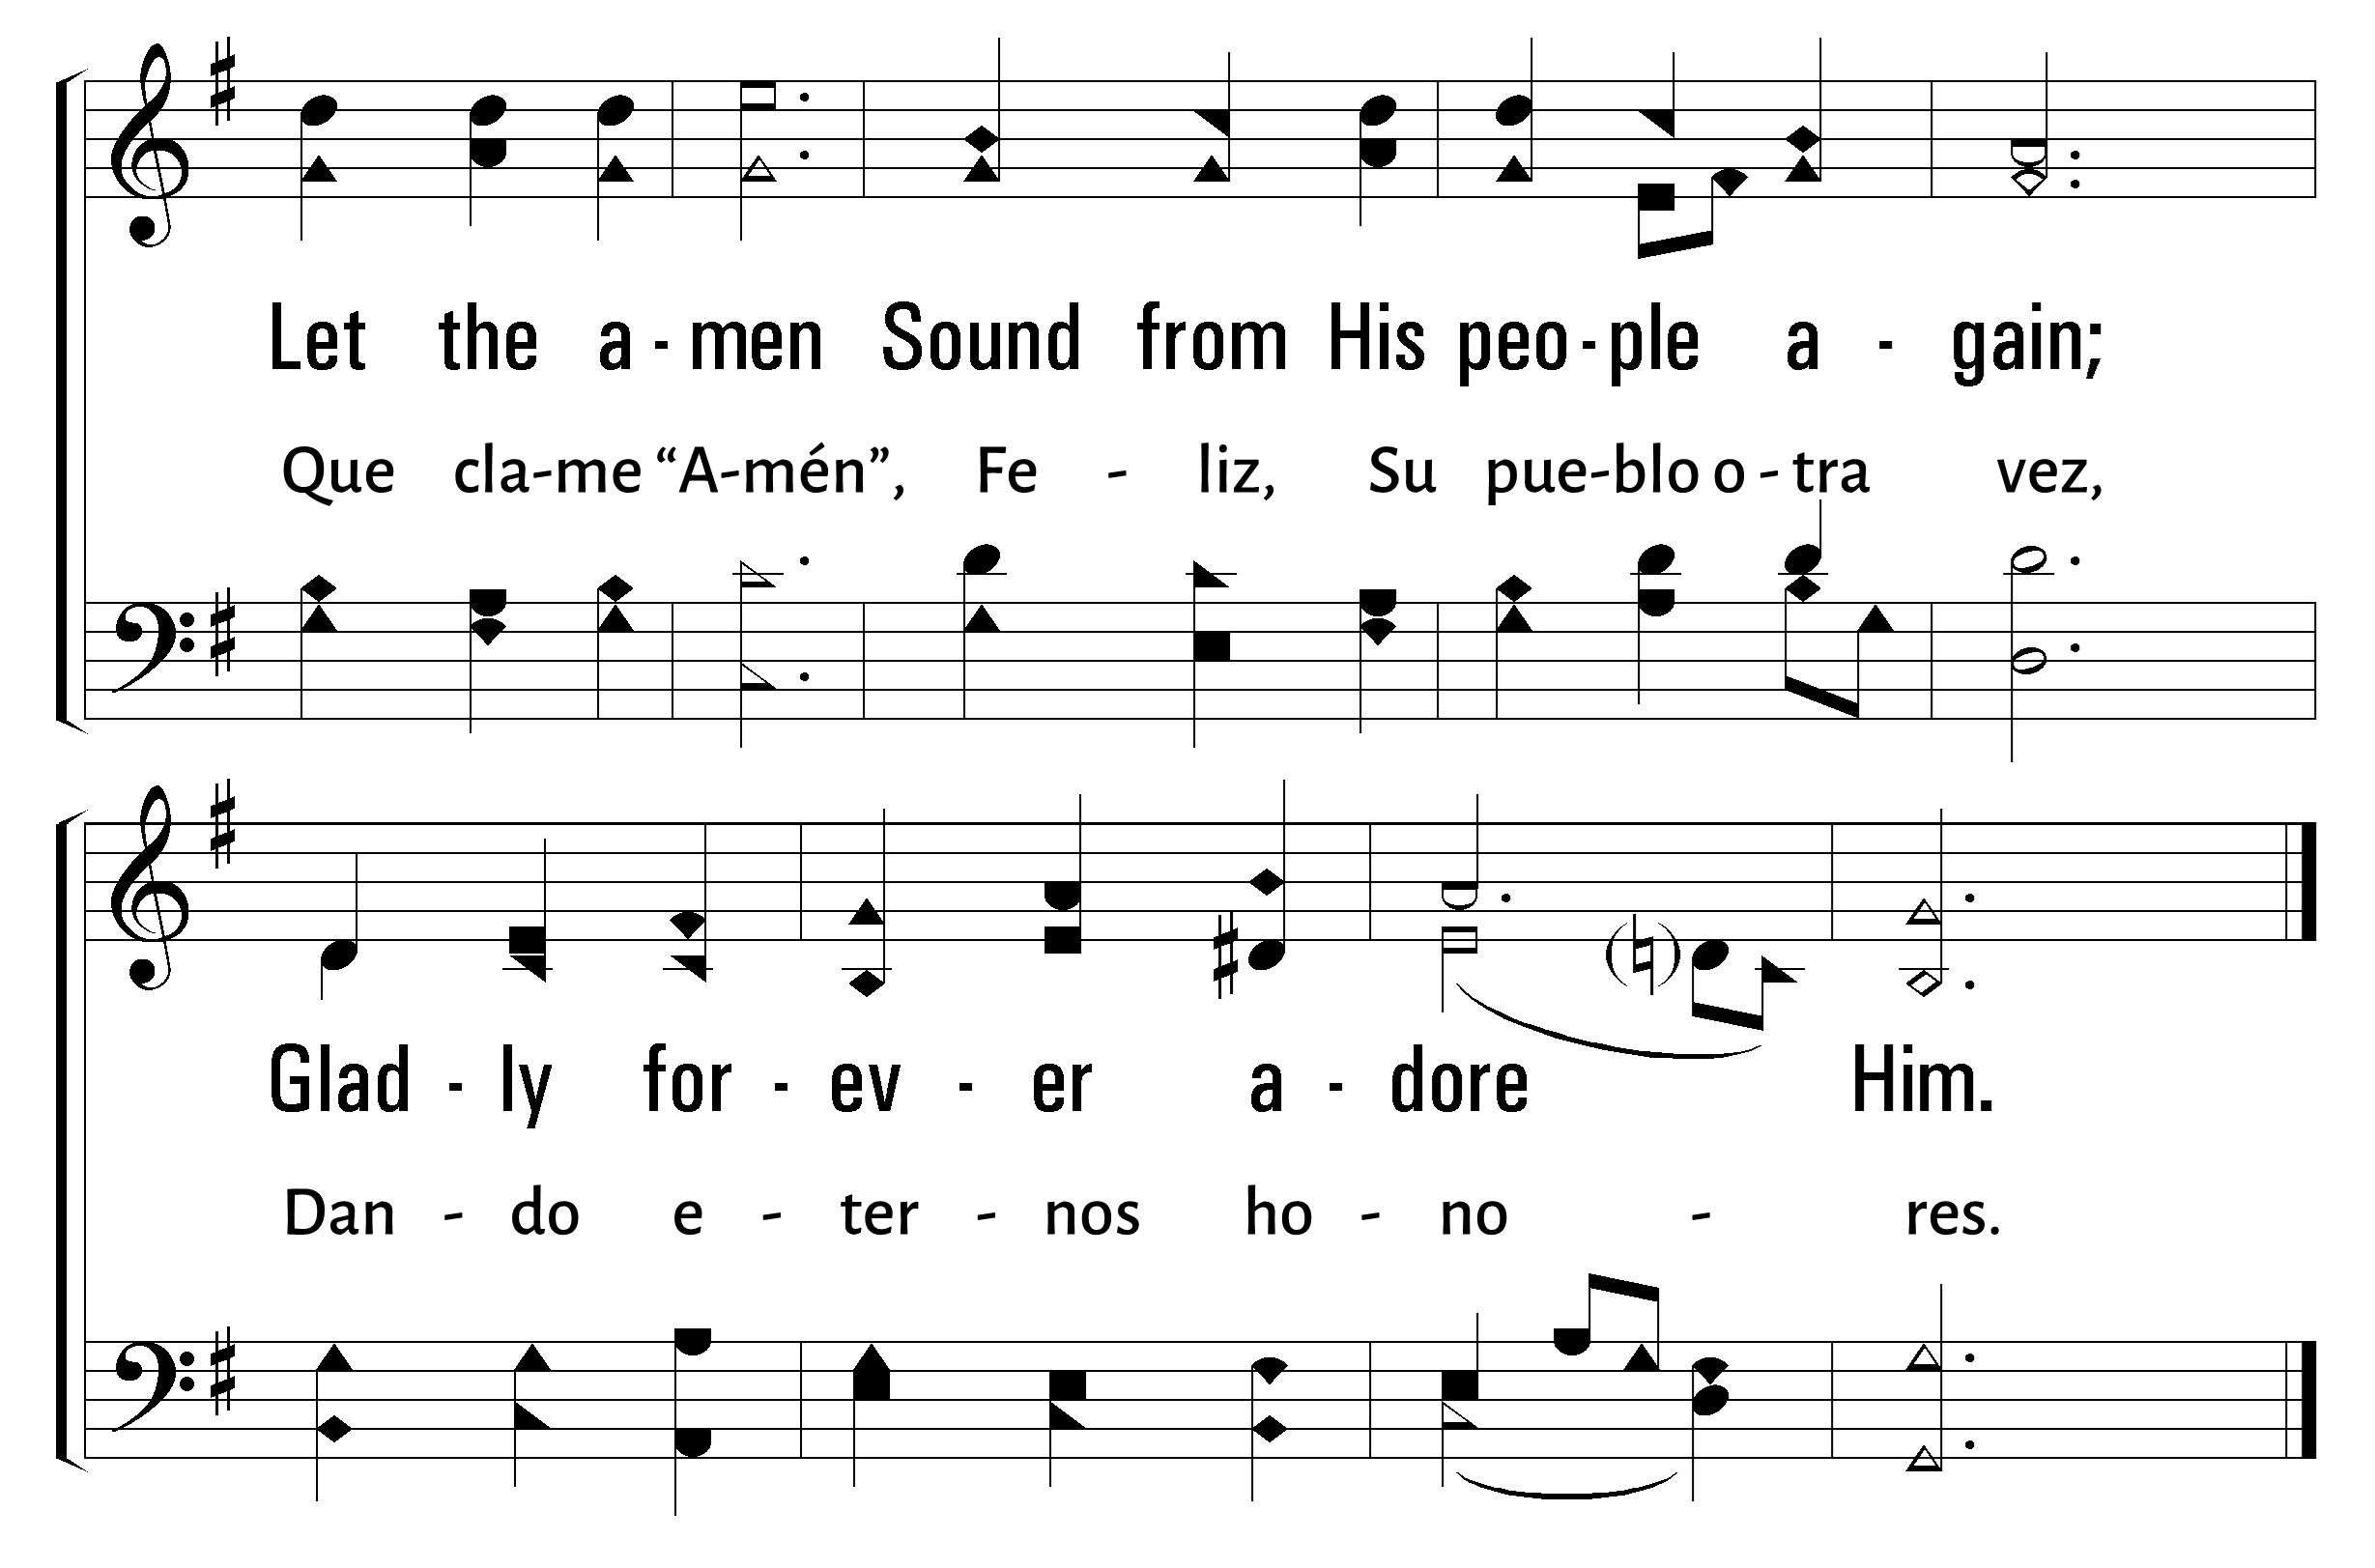 Let the a - men Sound from His peo - ple a - gain;
Que cla-me “A-mén”, Fe - liz, Su pue-blo o - tra vez,
Glad - ly for - ev - er a - dore Him.
Dan - do e - ter - nos ho - no - res.